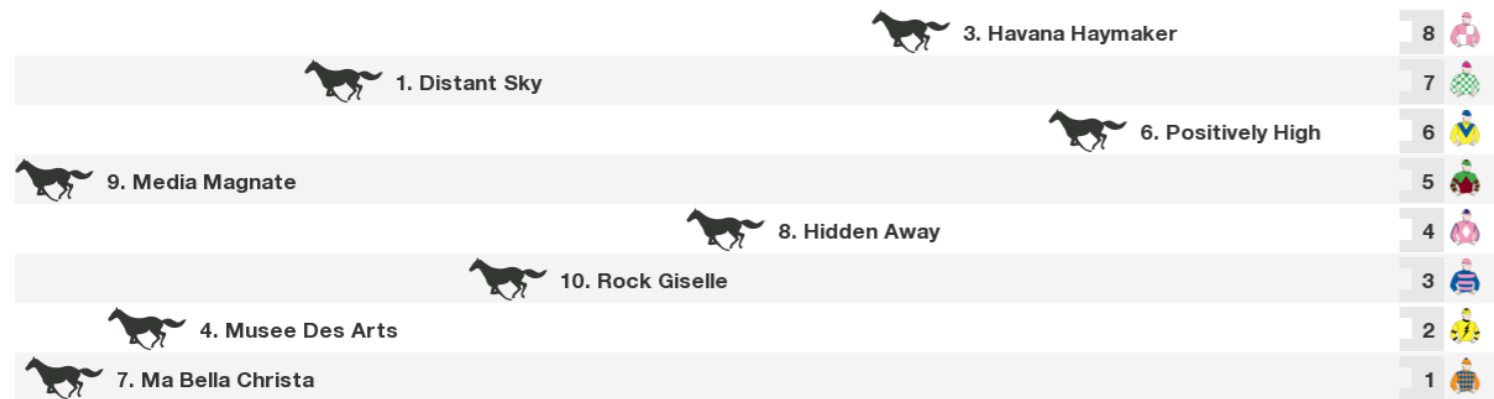 3. Havana Haymaker 8
1. Distant Sky 7
6. Positively High 6
9. Media Magnate 5
8. Hidden Away 4
10. Rock Giselle 3
4. Musee Des Arts 2
7. Ma Bella Christa 1